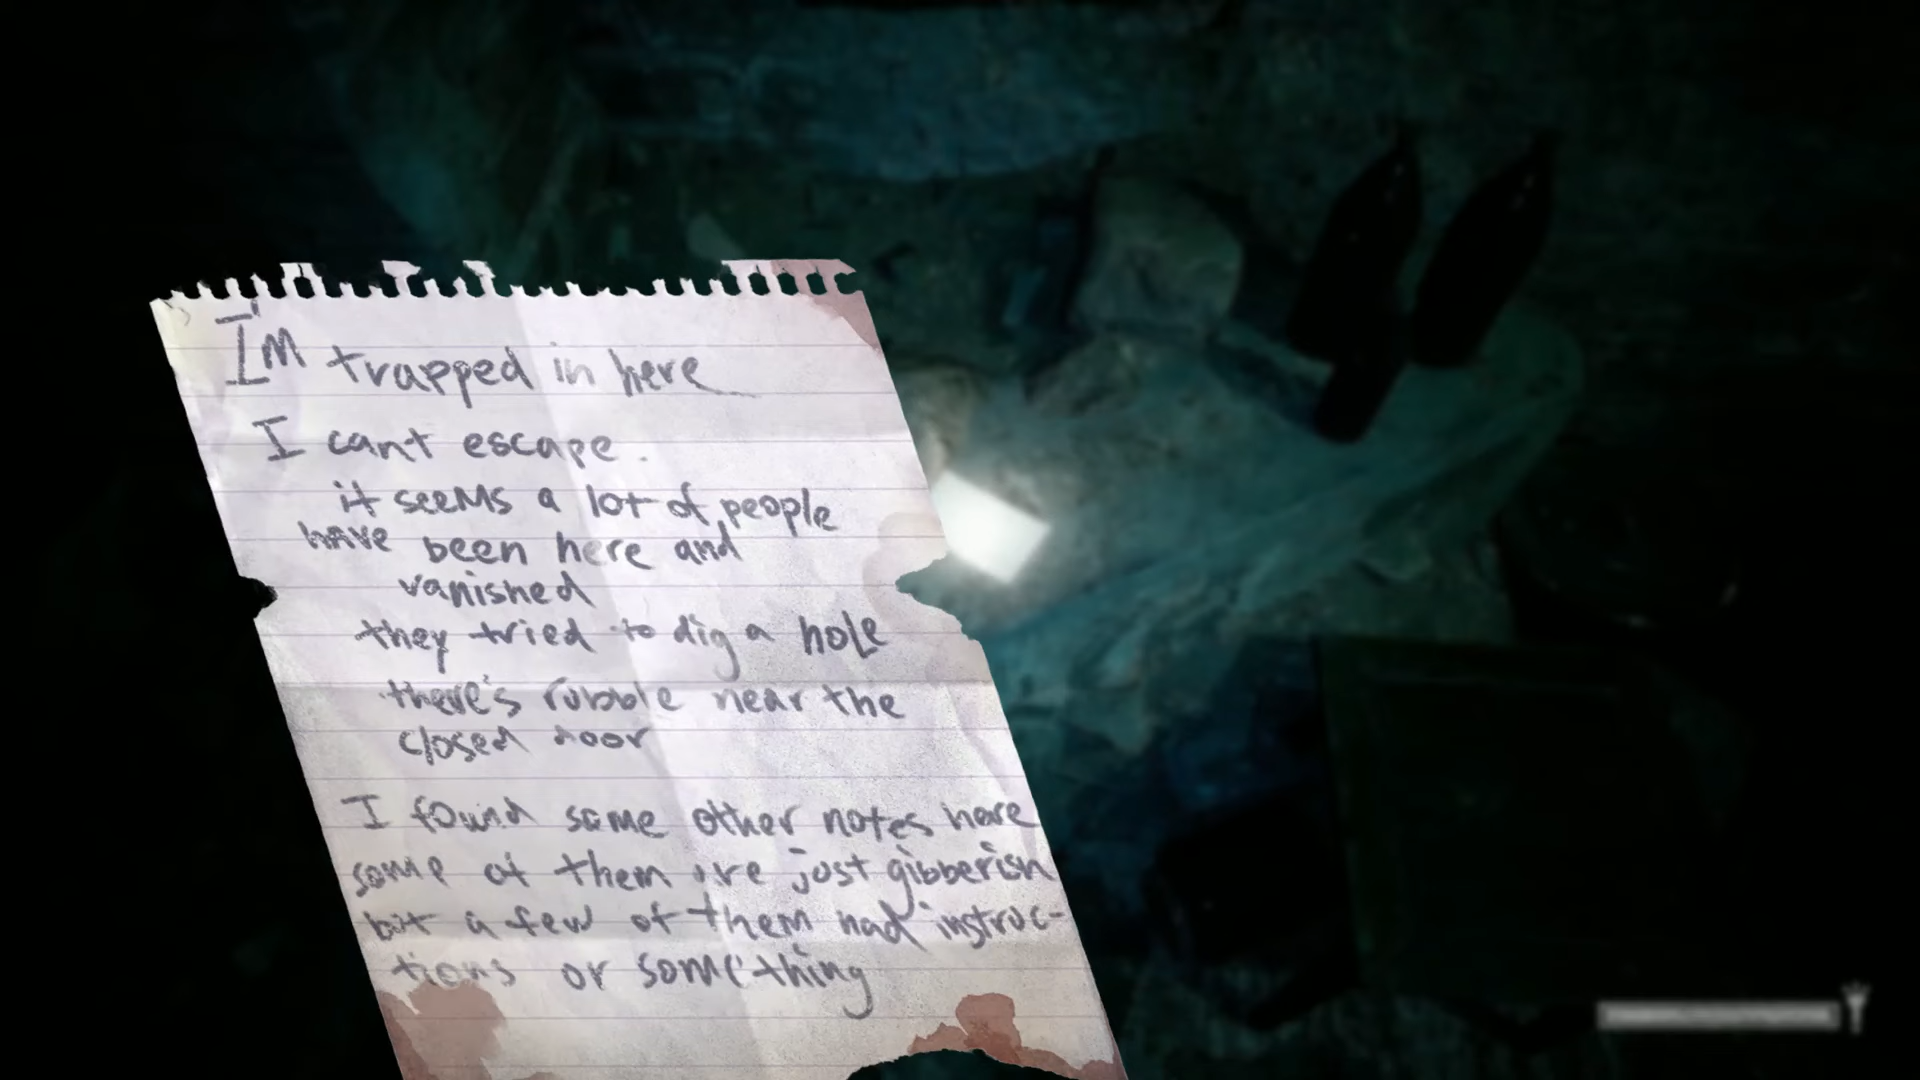 I'm trapped in here
I can't escape.
it seems a lot of people
have been here and
vanished
they tried to dig a hole
there's rubble near the
closed door
I found some other notes here
some of them are just gibberish
but a few of them had instruc-
tions or something